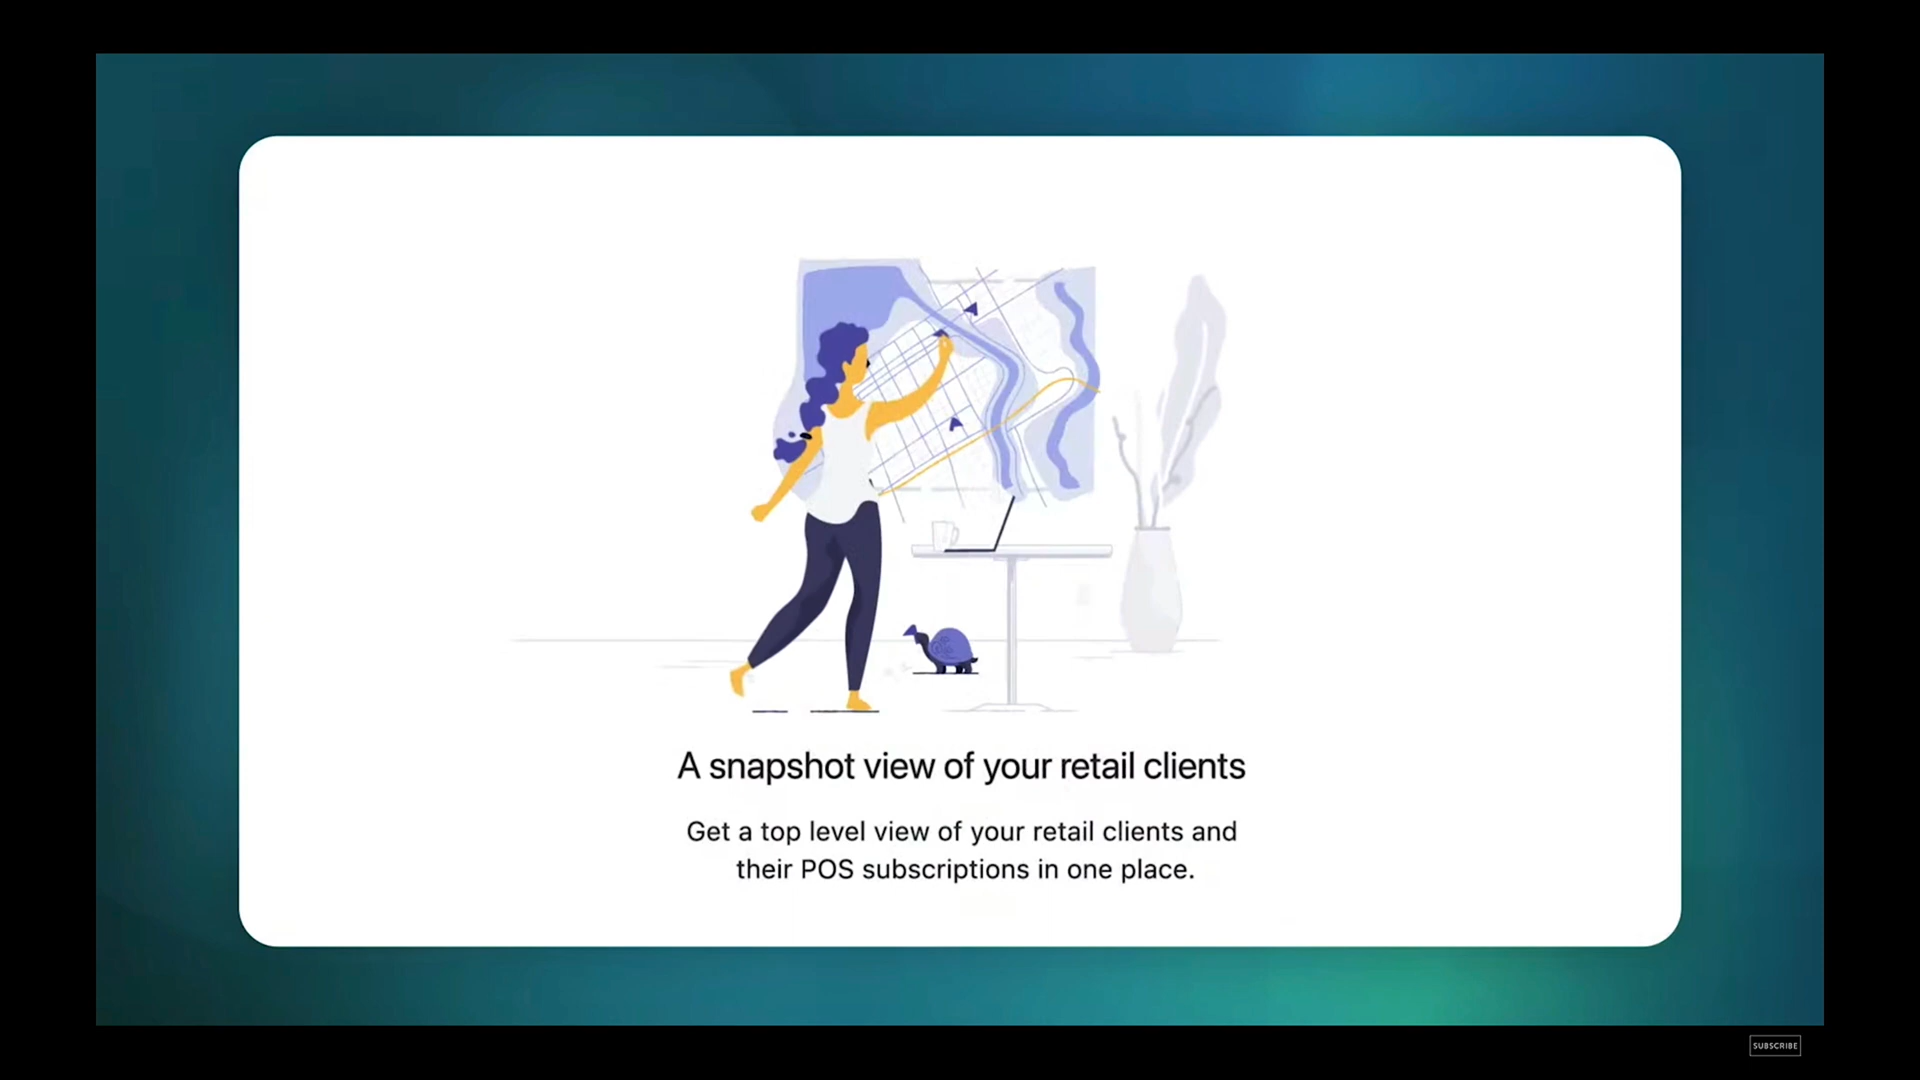 A snapshot view of your retail clients
Get a top level view of your retail clients and
their POS subscriptions in one place.
SUBSCRIBE